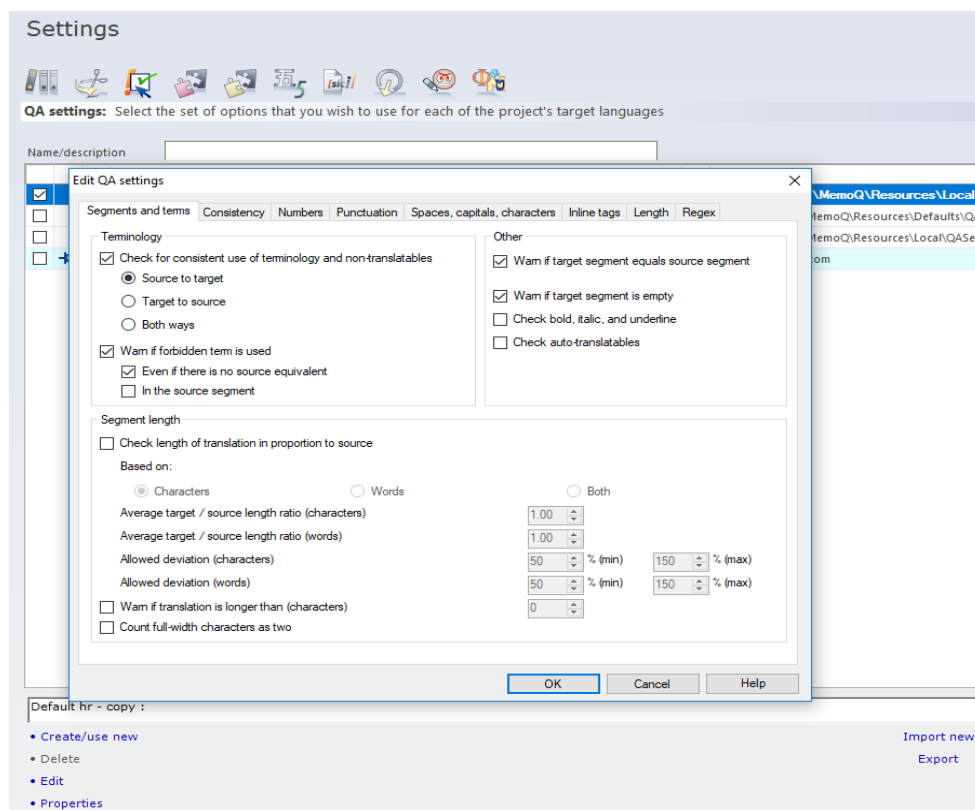 Settings
QA settings: Select the set of options that you wish to use for each of the project's target languages
Name/description
Edit QA settings
\MemoQ\Resources\Local
MemoQ\Resources\Defaults\Q
MemoQ\Resources\Local\QASe
com
Segments and terms Consistency Numbers Punctuation Spaces, capitals, characters Inline tags Length Regex
Terminology
Check for consistent use of terminology and non-translatables
Source to target
Target to source
Both ways
Warn if forbidden term is used
Even if there is no source equivalent
In the source segment
Other
Warn if target segment equals source segment
Warn if target segment is empty
Check bold, italic, and underline
Check auto-translatables
Segment length
Check length of translation in proportion to source
Based on:
Characters Words Both
Average target / source length ratio (characters) 1.00
Average target / source length ratio (words) 1.00
Allowed deviation (characters) 50 % (min) 150 % (max)
Allowed deviation (words) 50 % (min) 150 % (max)
Warn if translation is longer than (characters) 0
Count full-width characters as two
OK Cancel Help
Default hr - copy :
• Create/use new Import new
• Delete Export
• Edit
• Properties